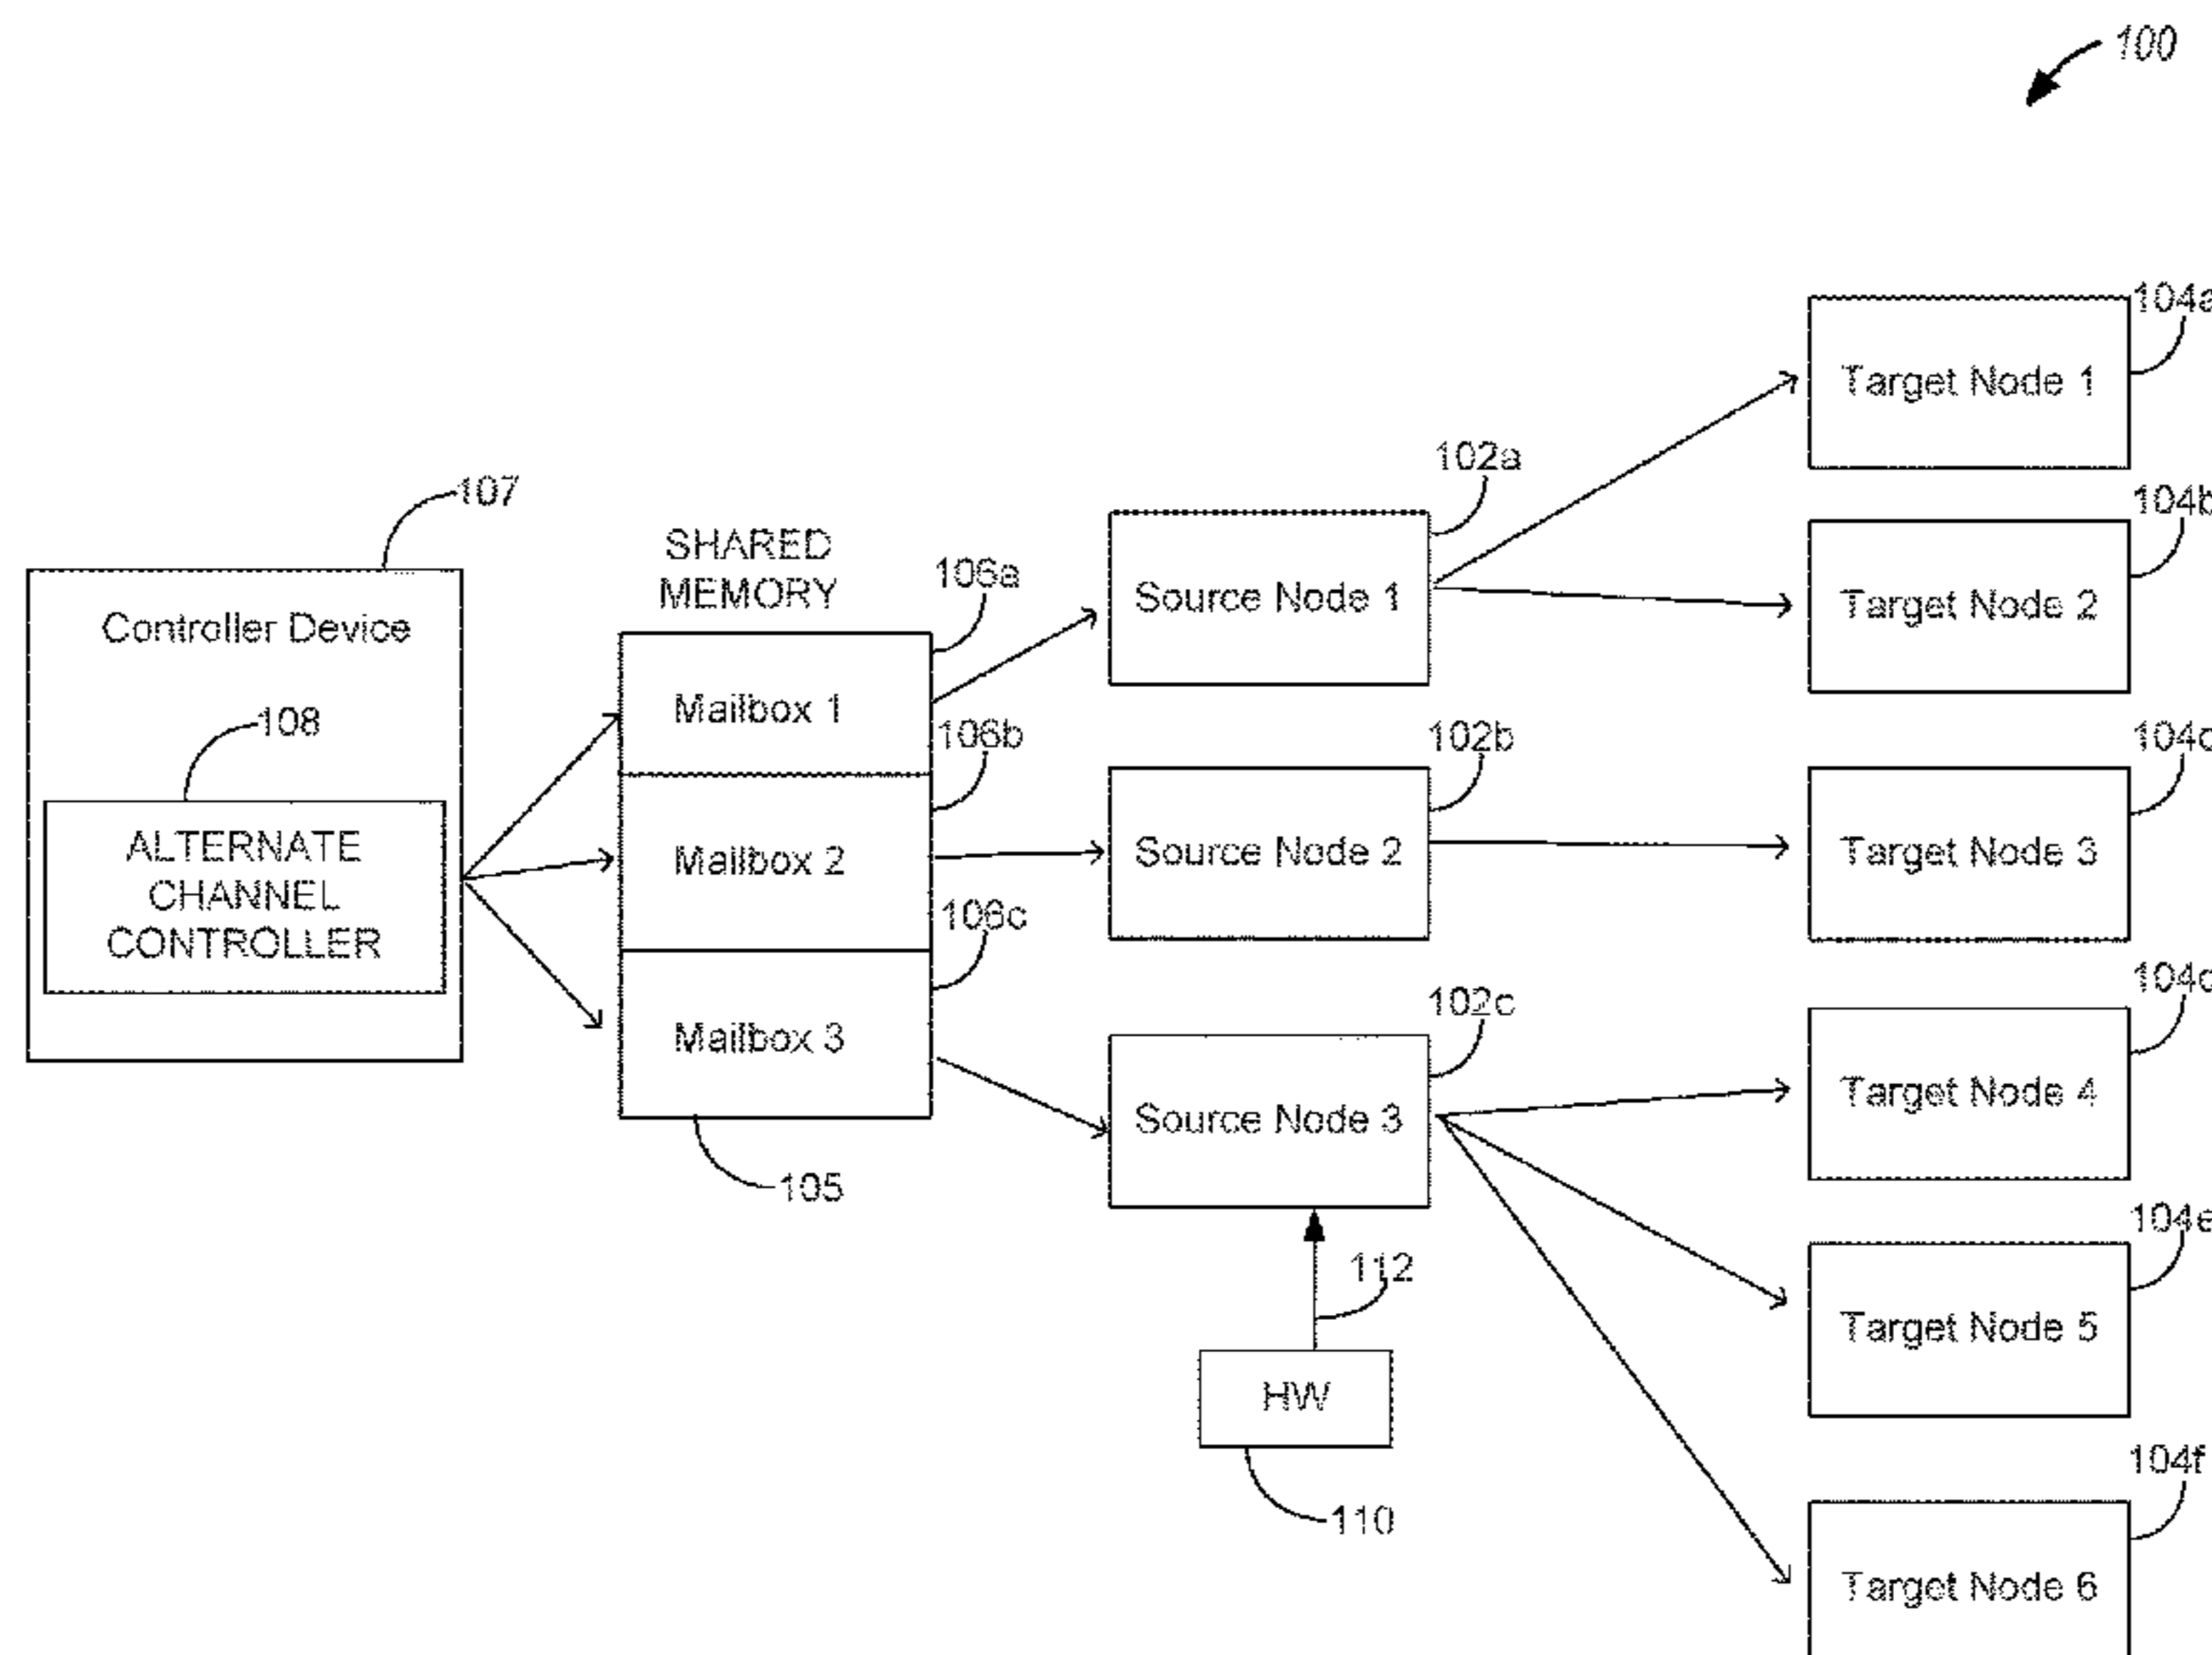 100
104a
Target Node 1
102a
104b
107
SHARED
MEMORY
106a
Source Node 1
Target Node 2
Controller Device
Mailbox 1
108
106b
102b
ALTERNATE
CHANNEL
CONTROLLER
Mailbox 2
Source Node 2
Target Node 3
106c
102c
Mailbox 3
Source Node 3
Target Node 4
105
104e
112
Target Node 5
HW
104f
110
Target Node 6